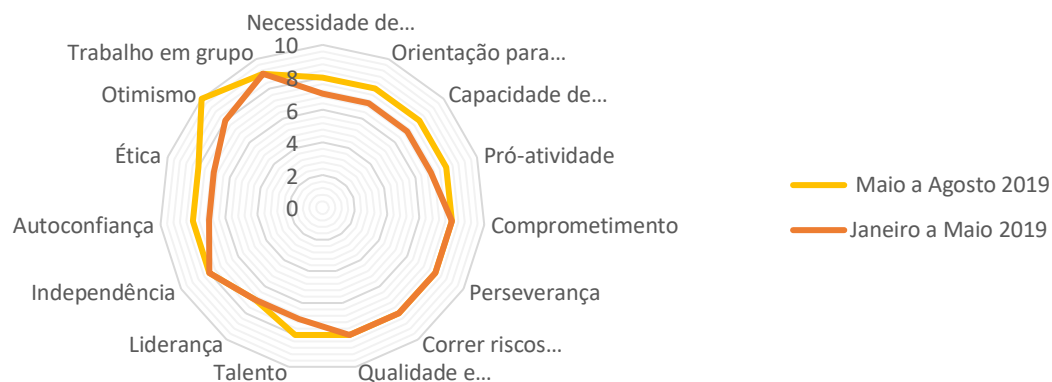 Necessidade de...
Orientação para...
Capacidade de...
Pró-atividade
Comprometimento
Perseverança
Correr riscos...
Qualidade e...
Talento
Liderança
Independência
Autoconfiança
Ética
Otimismo
Trabalho em grupo
10
8
6
4
2
0
Maio a Agosto 2019
Janeiro a Maio 2019